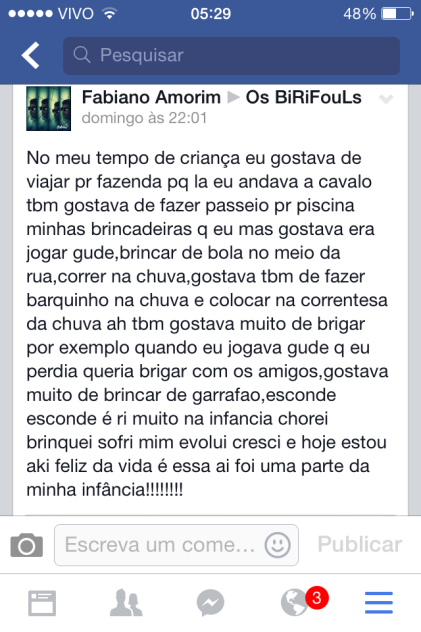 VIVO 05:29 48%
Pesquisar
Fabiano Amorim ▶ Os BiRiFouLs
domingo às 22:01
No meu tempo de criança eu gostava de
viajar pr fazenda pq la eu andava a cavalo
tbm gostava de fazer passeio pr piscina
minhas brincadeiras q eu mas gostava era
jogar gude,brincar de bola no meio da
rua,correr na chuva,gostava tbm de fazer
barquinho na chuva e colocar na correntesa
da chuva ah tbm gostava muito de brigar
por exemplo quando eu jogava gude q eu
perdia queria brigar com os amigos,gostava
muito de brincar de garrafao,esconde
esconde é ri muito na infancia chorei
brinquei sofri mim evolui cresci e hoje estou
aki feliz da vida é essa ai foi uma parte da
minha infância!!!!!!!!
Escreva um come... Publicar
3